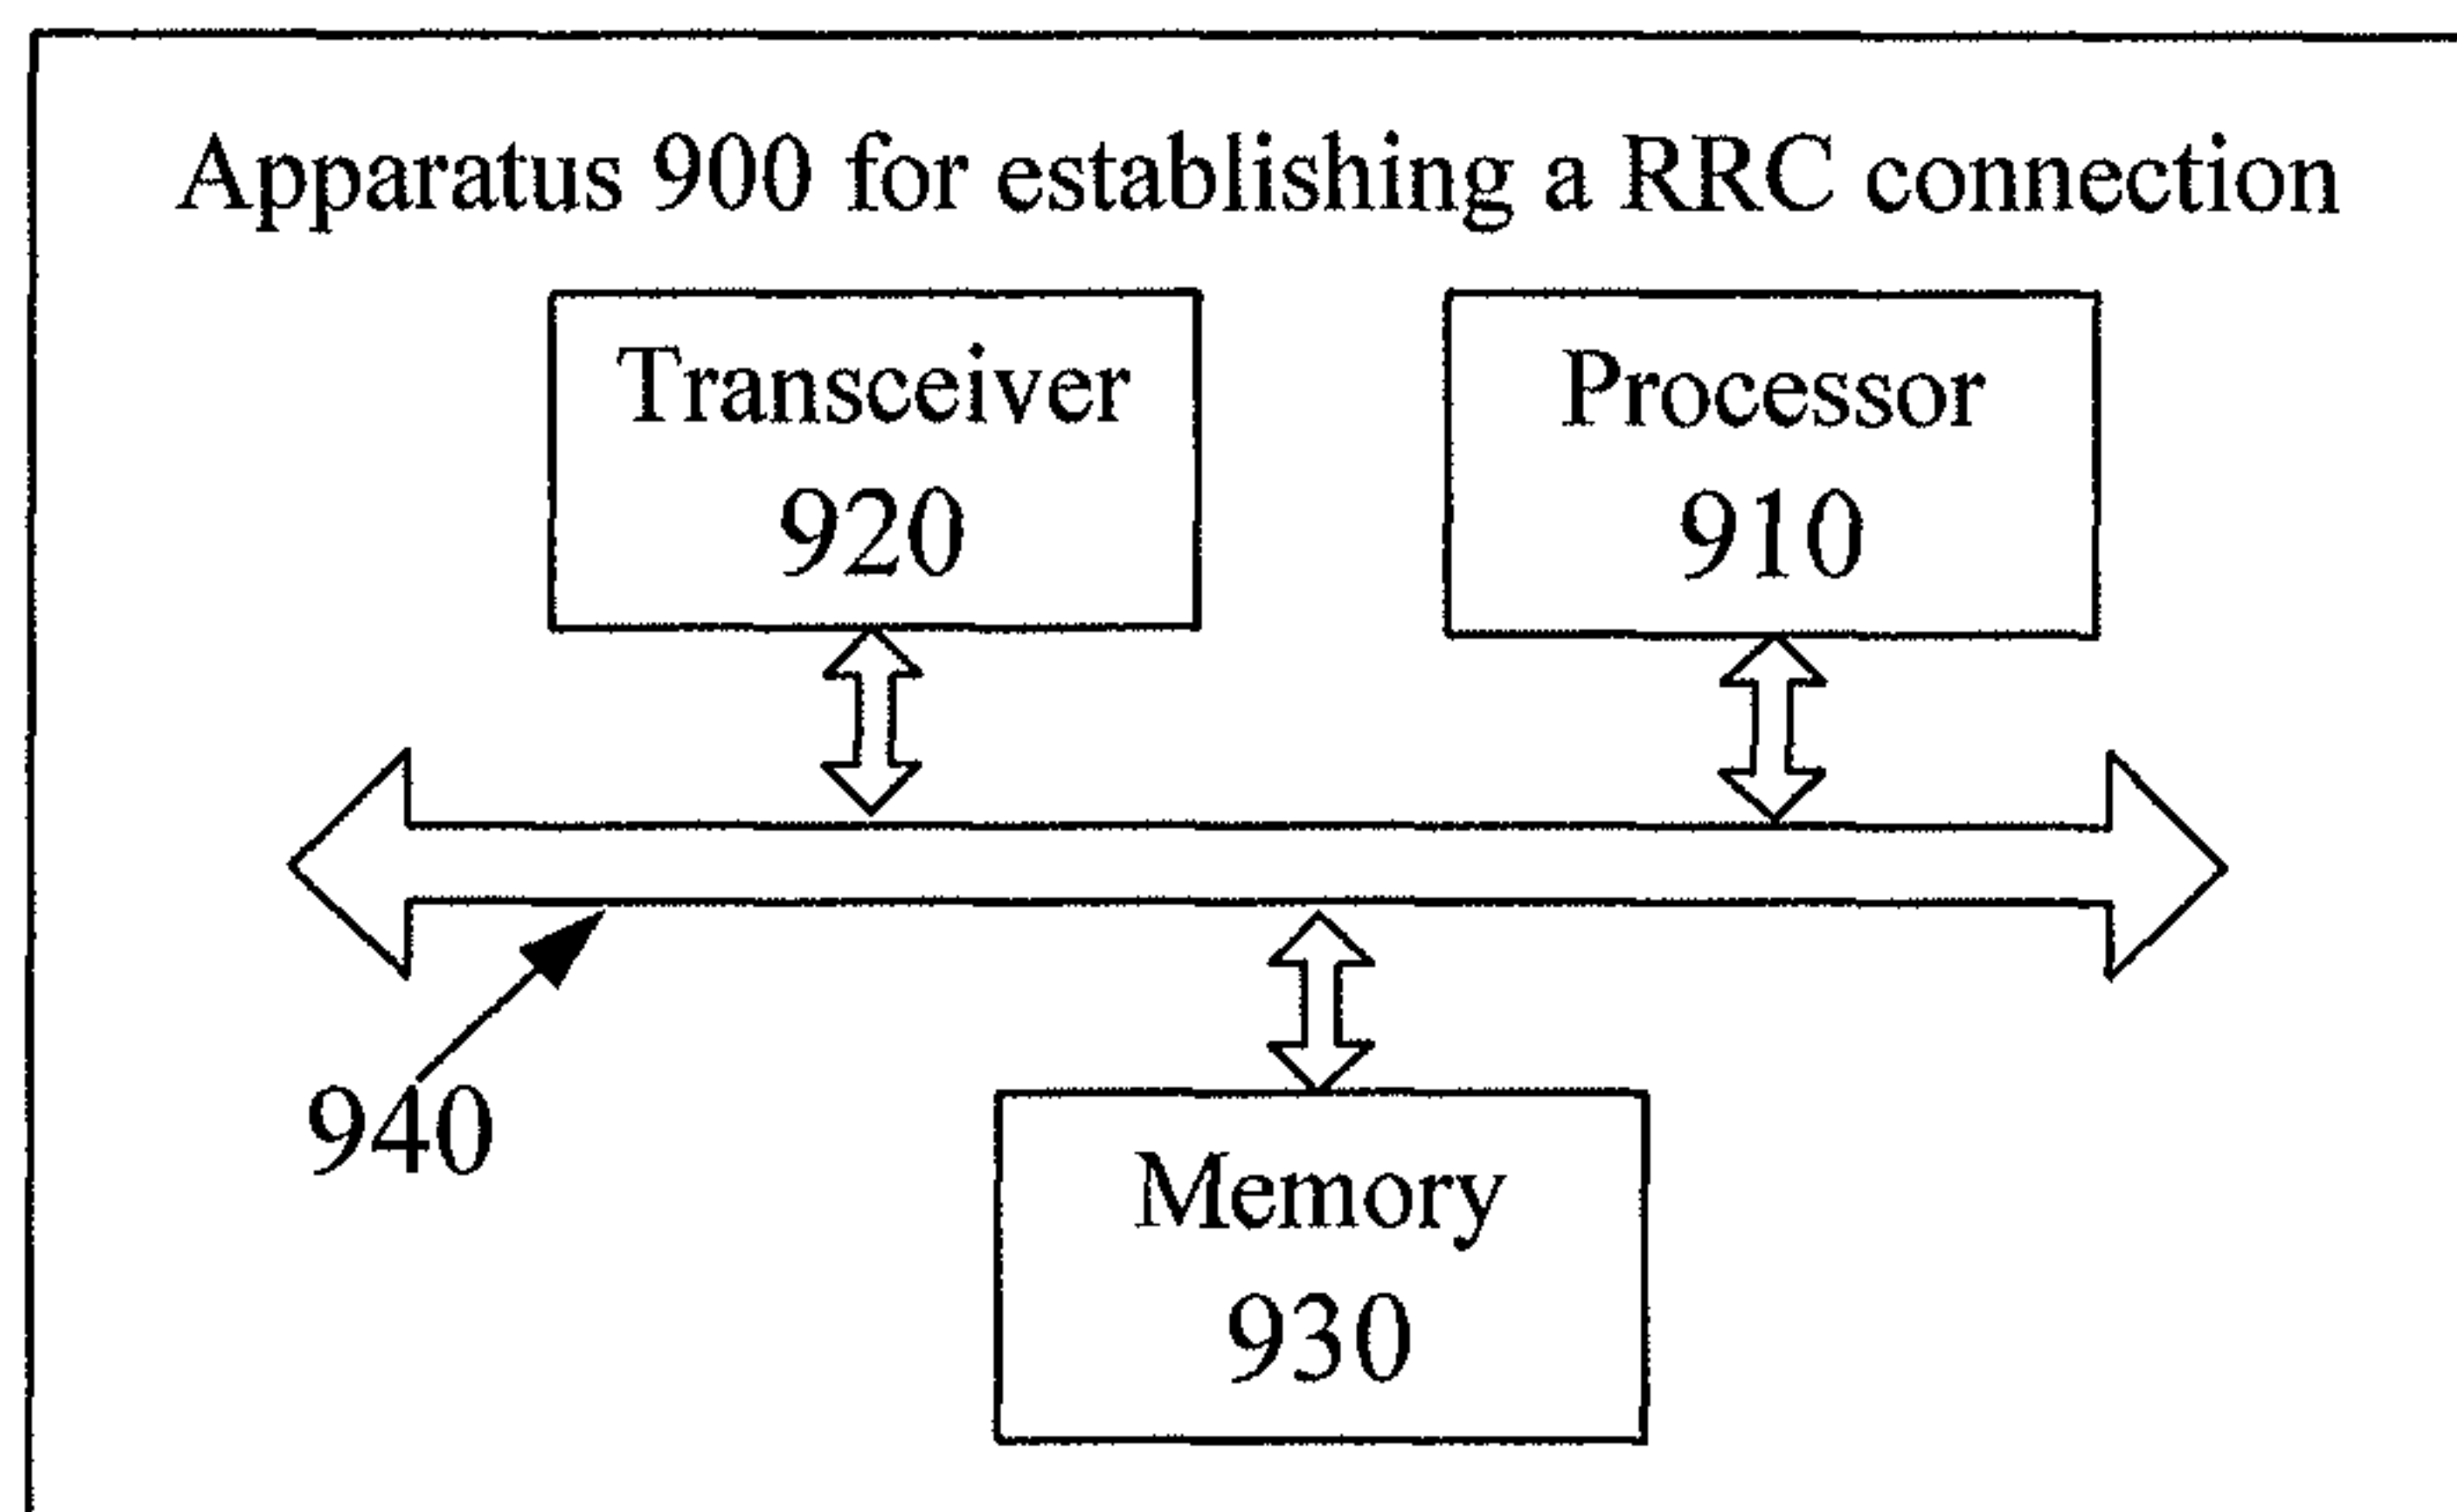 Apparatus 900 for establishing a RRC connection
Transceiver
920
Processor
910
940
Memory
930